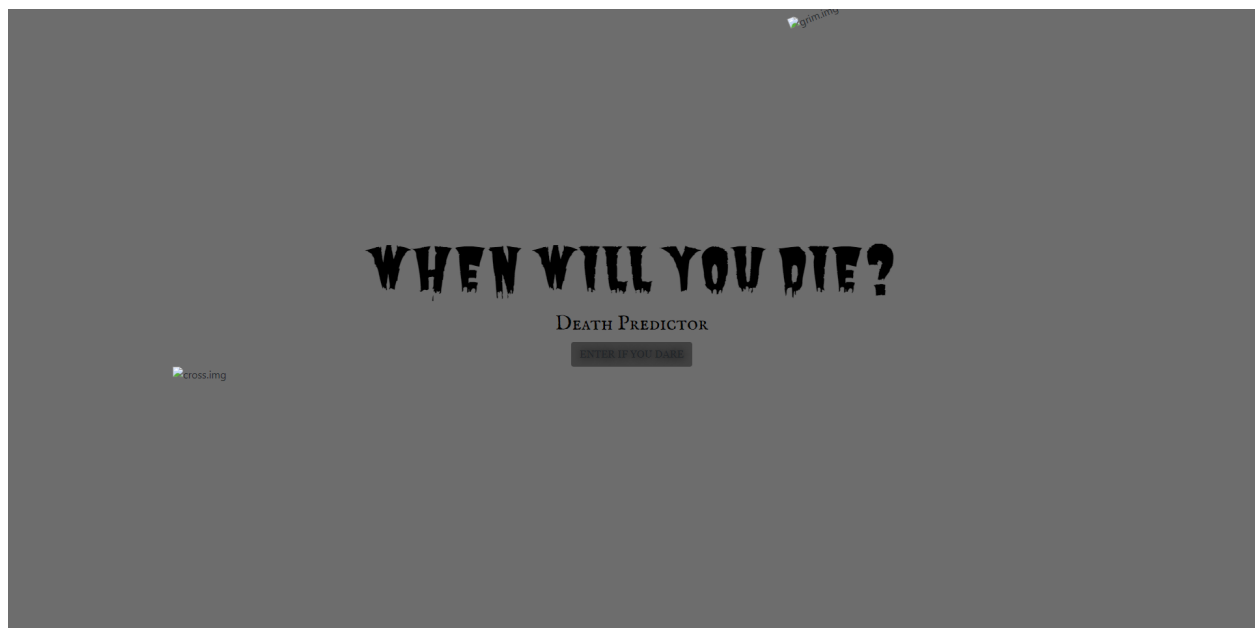 grim.img
WHEN WILL YOU DIE?
Death Predictor
ENTER IF YOU DARE
cross.img